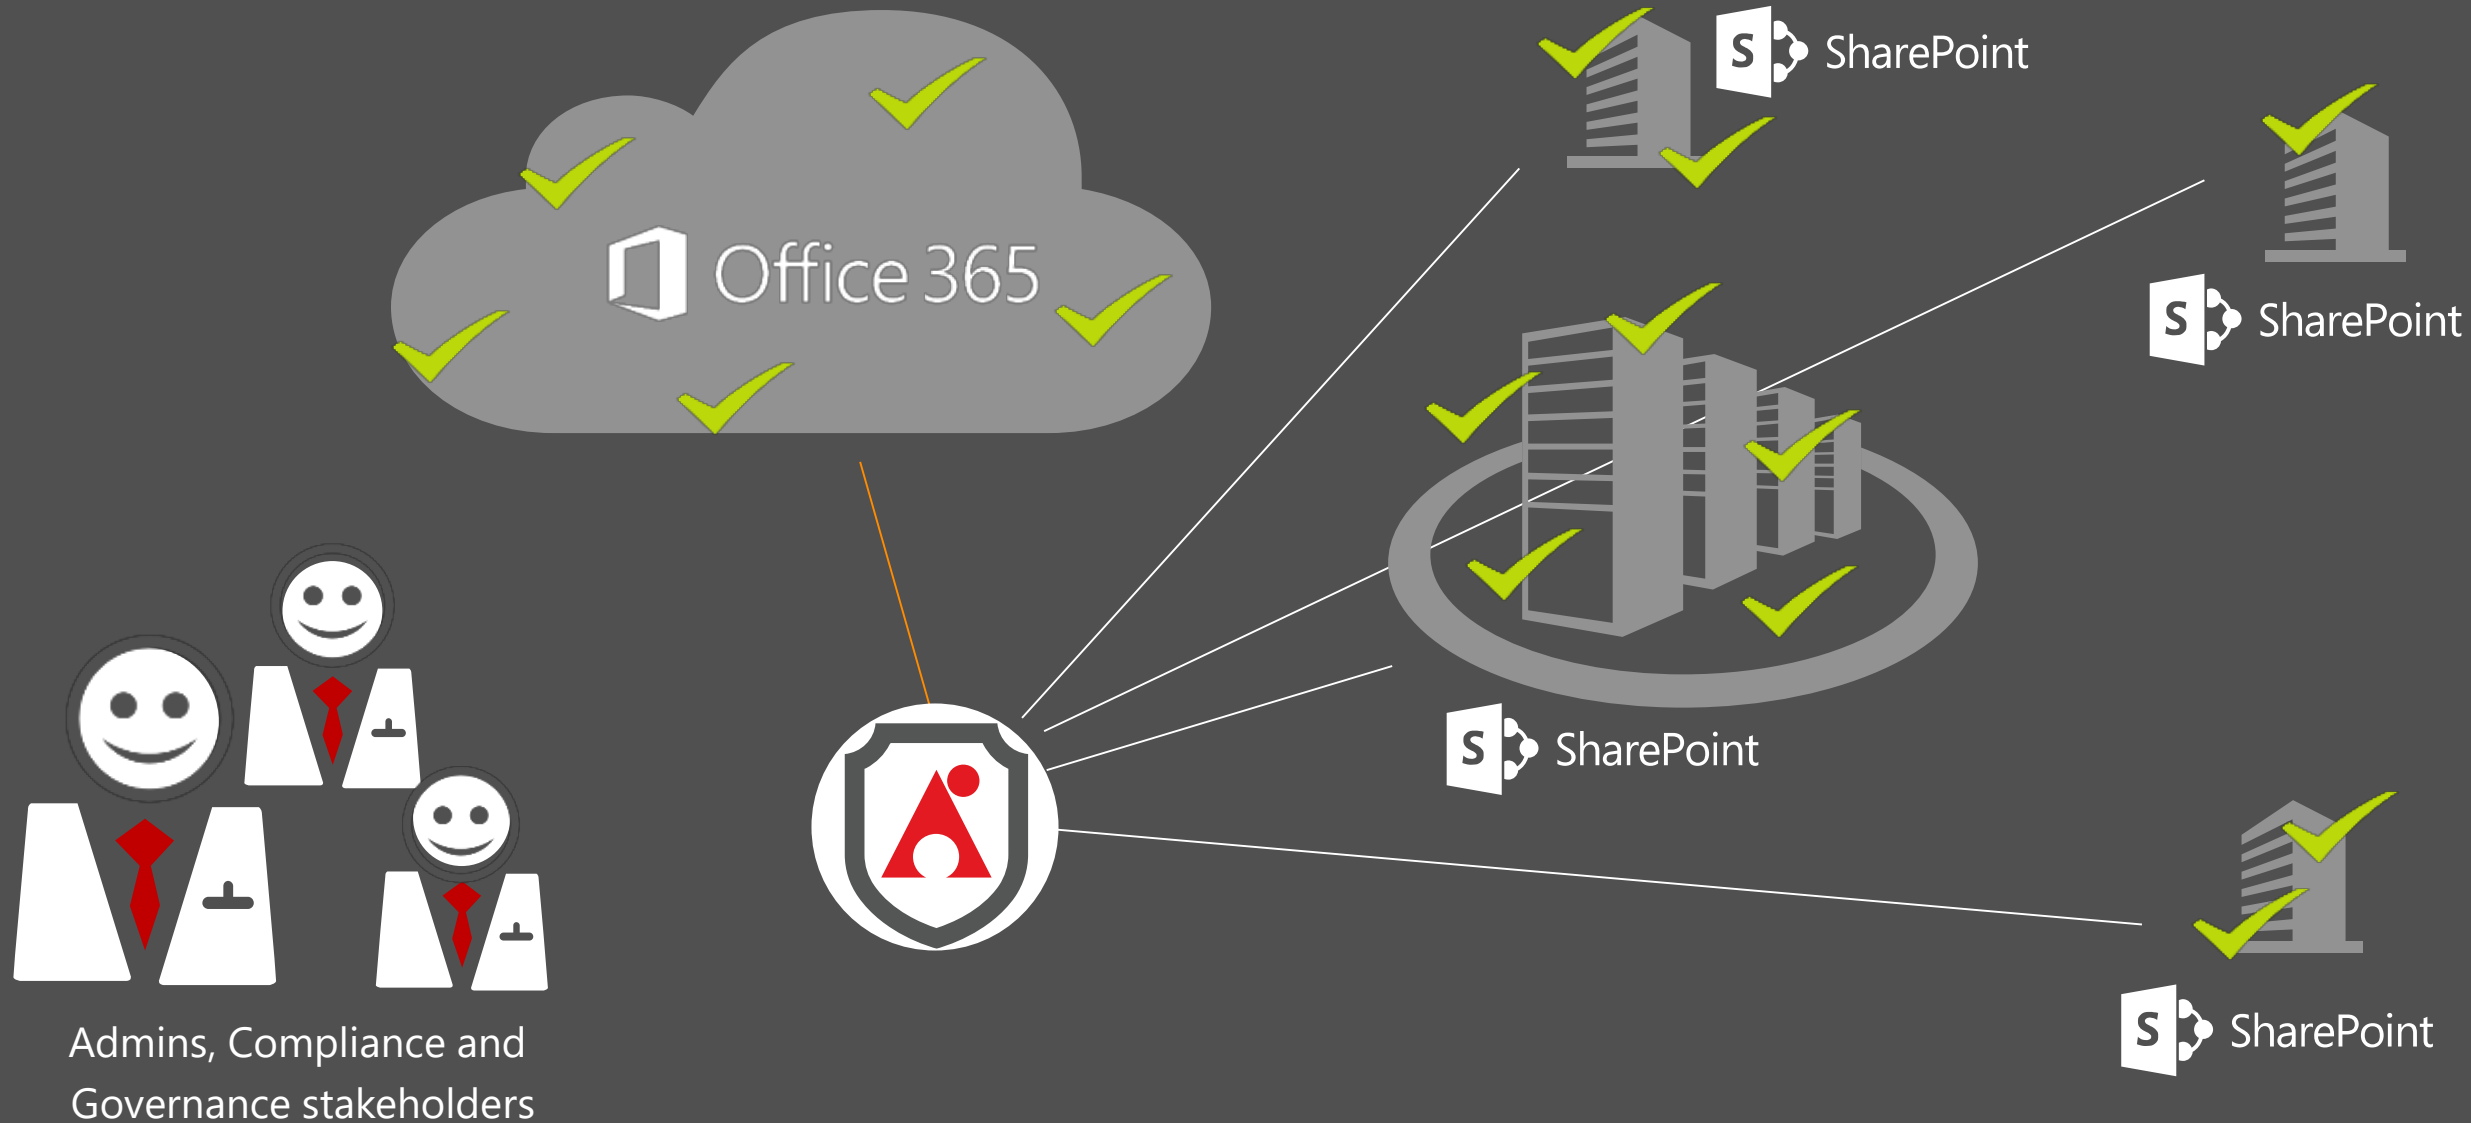 SharePoint
Office 365
SharePoint
SharePoint
SharePoint
Admins, Compliance and
Governance stakeholders